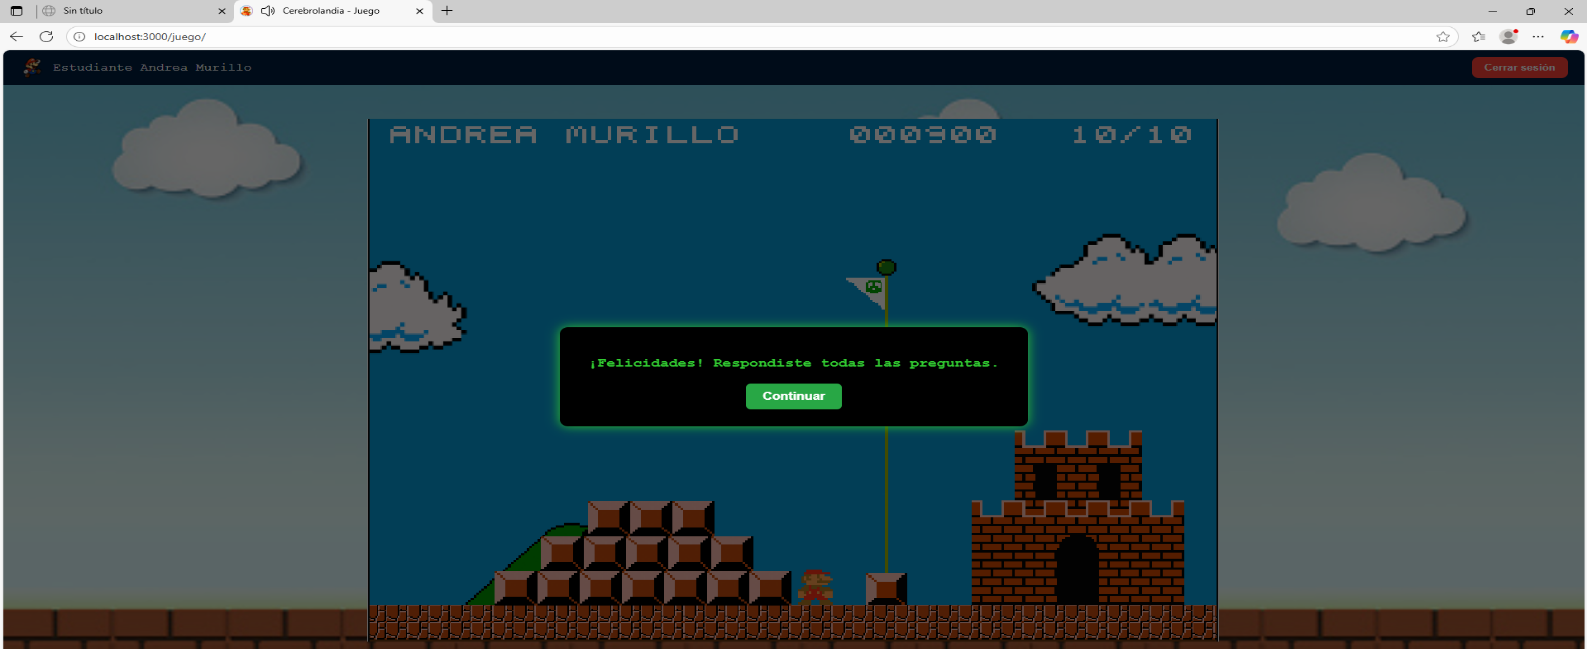 Sin título
Cerebrolandia - Juego
localhost:3000/juego/
Estudiante Andrea Murillo
Cerrar sesión
ANDREA MURILLO 000300 10/10
¡Felicidades! Respondiste todas las preguntas.
Continuar